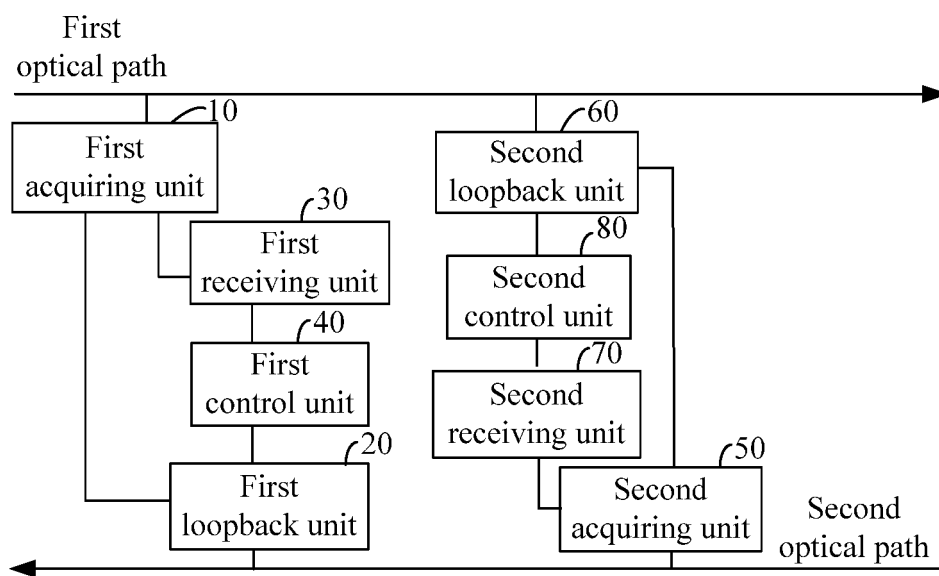 First
optical path
10
First
acquiring unit
60
Second
loopback unit
30
First
receiving unit
80
Second
control unit
40
First
control unit
70
Second
receiving unit
20
First
loopback unit
50
Second
acquiring unit
Second
optical path